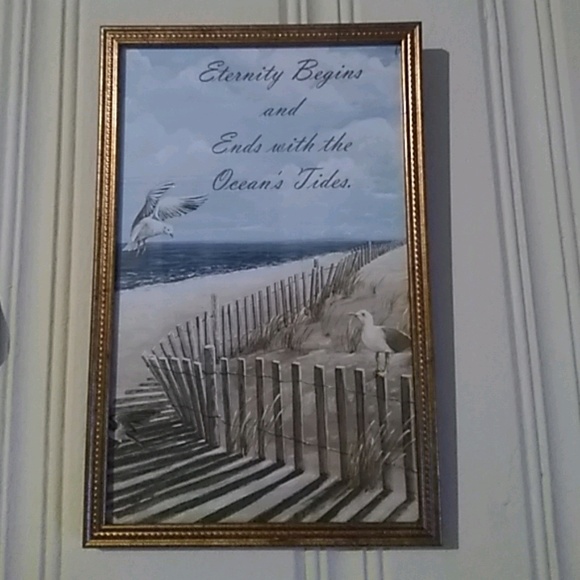 Eternity Begins
and
Ends with the
Ocean's Tides.